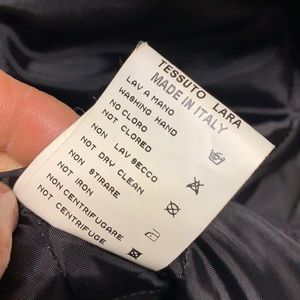 TESSUTO LARA
MADE IN ITALY
LAV A MANO
WASHING HAND
NO CLORO
NOT CLORED
NON LAV SECCO
NOT DRY CLEAN
NON STIRARE
NOT IRON
NON CENTRIFUGARE
NOT CENTRIFUGE